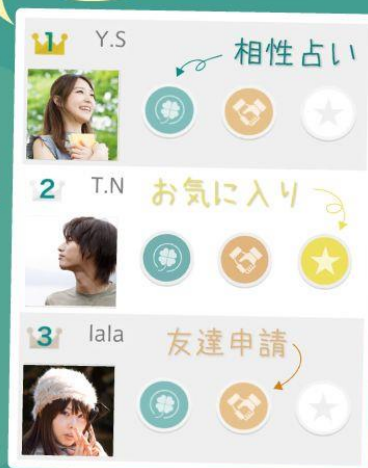 1 Y.S
相性占い
2 T.N
お気に入り
3 lala
友達申請